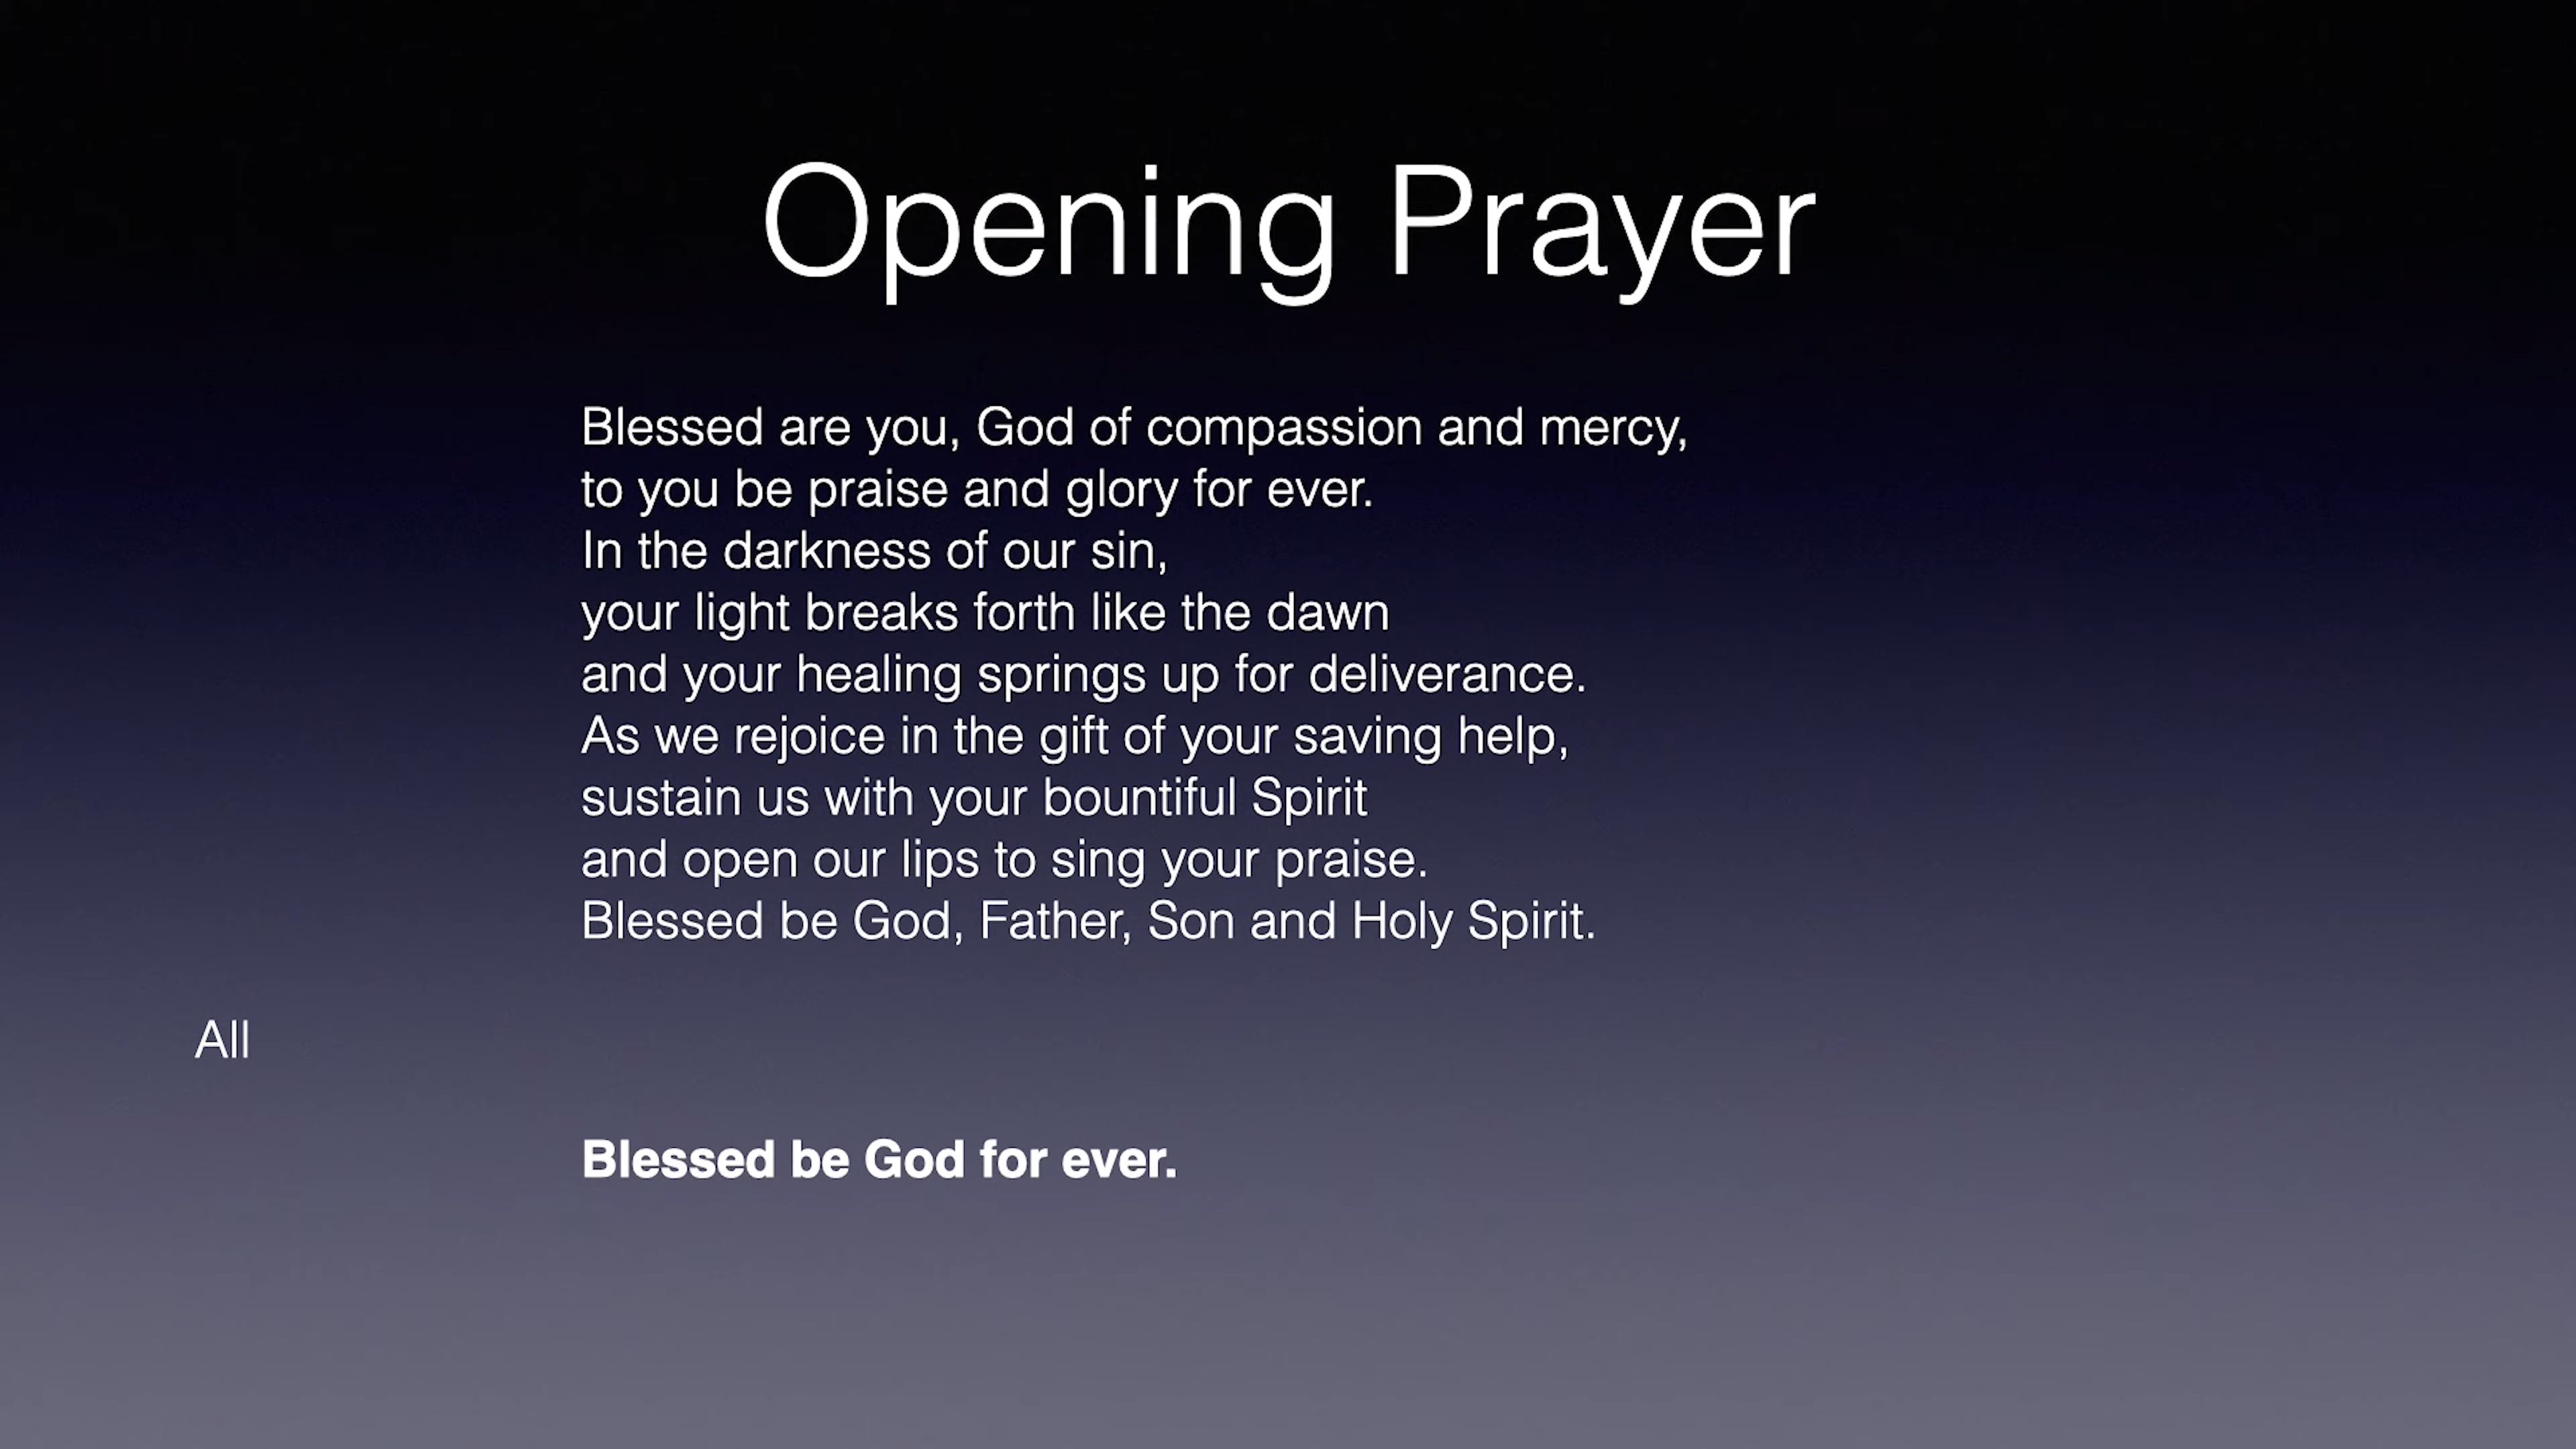 Opening Prayer
Blessed are you, God of compassion and mercy,
to you be praise and glory for ever.
In the darkness of our sin,
your light breaks forth like the dawn
and your healing springs up for deliverance.
As we rejoice in the gift of your saving help,
sustain us with your bountiful Spirit
and open our lips to sing your praise.
Blessed be God, Father, Son and Holy Spirit.
All
Blessed be God for ever.